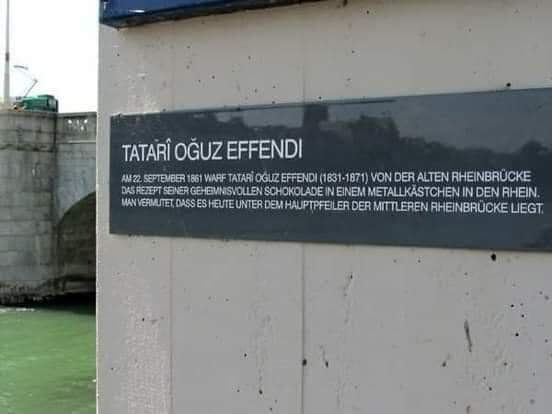 TATARÎ OĞUZ EFFENDI
AM 22. SEPTEMBER 1861 WARF TATARÎ OĞUZ EFFENDI (1831-1871) VON DER ALTEN RHEINBRÜCKE
DAS REZEPT SEINER GEHEIMNISVOLLEN SCHOKOLADE IN EINEM METALLKÄSTCHEN IN DEN RHEIN.
MAN VERMUTET, DASS ES HEUTE UNTER DEM HAUPTPFEILER DER MITTLEREN RHEINBRÜCKE LIEGT.